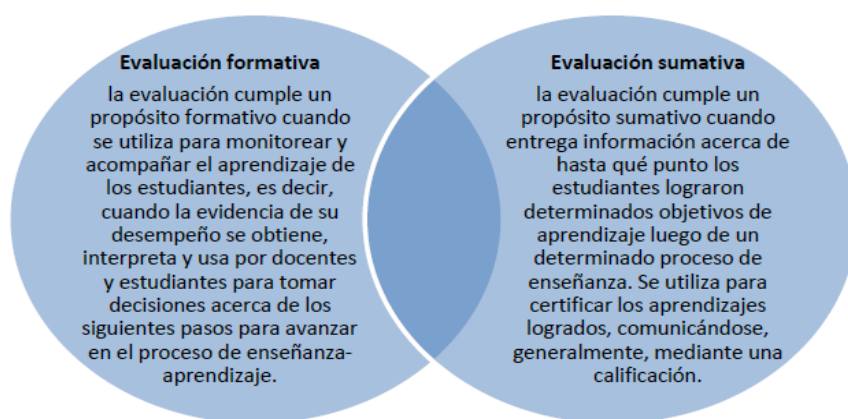 Evaluación formativa
la evaluación cumple un
propósito formativo cuando
se utiliza para monitorear y
acompañar el aprendizaje de
los estudiantes, es decir,
cuando la evidencia de su
desempeño se obtiene,
interpreta y usa por docentes
y estudiantes para tomar
decisiones acerca de los
siguientes pasos para avanzar
en el proceso de enseñanza-
aprendizaje.
Evaluación sumativa
la evaluación cumple un
propósito sumativo cuando
entrega información acerca de
hasta qué punto los
estudiantes lograron
determinados objetivos de
aprendizaje luego de un
determinado proceso de
enseñanza. Se utiliza para
certificar los aprendizajes
logrados, comunicándose,
generalmente, mediante una
calificación.